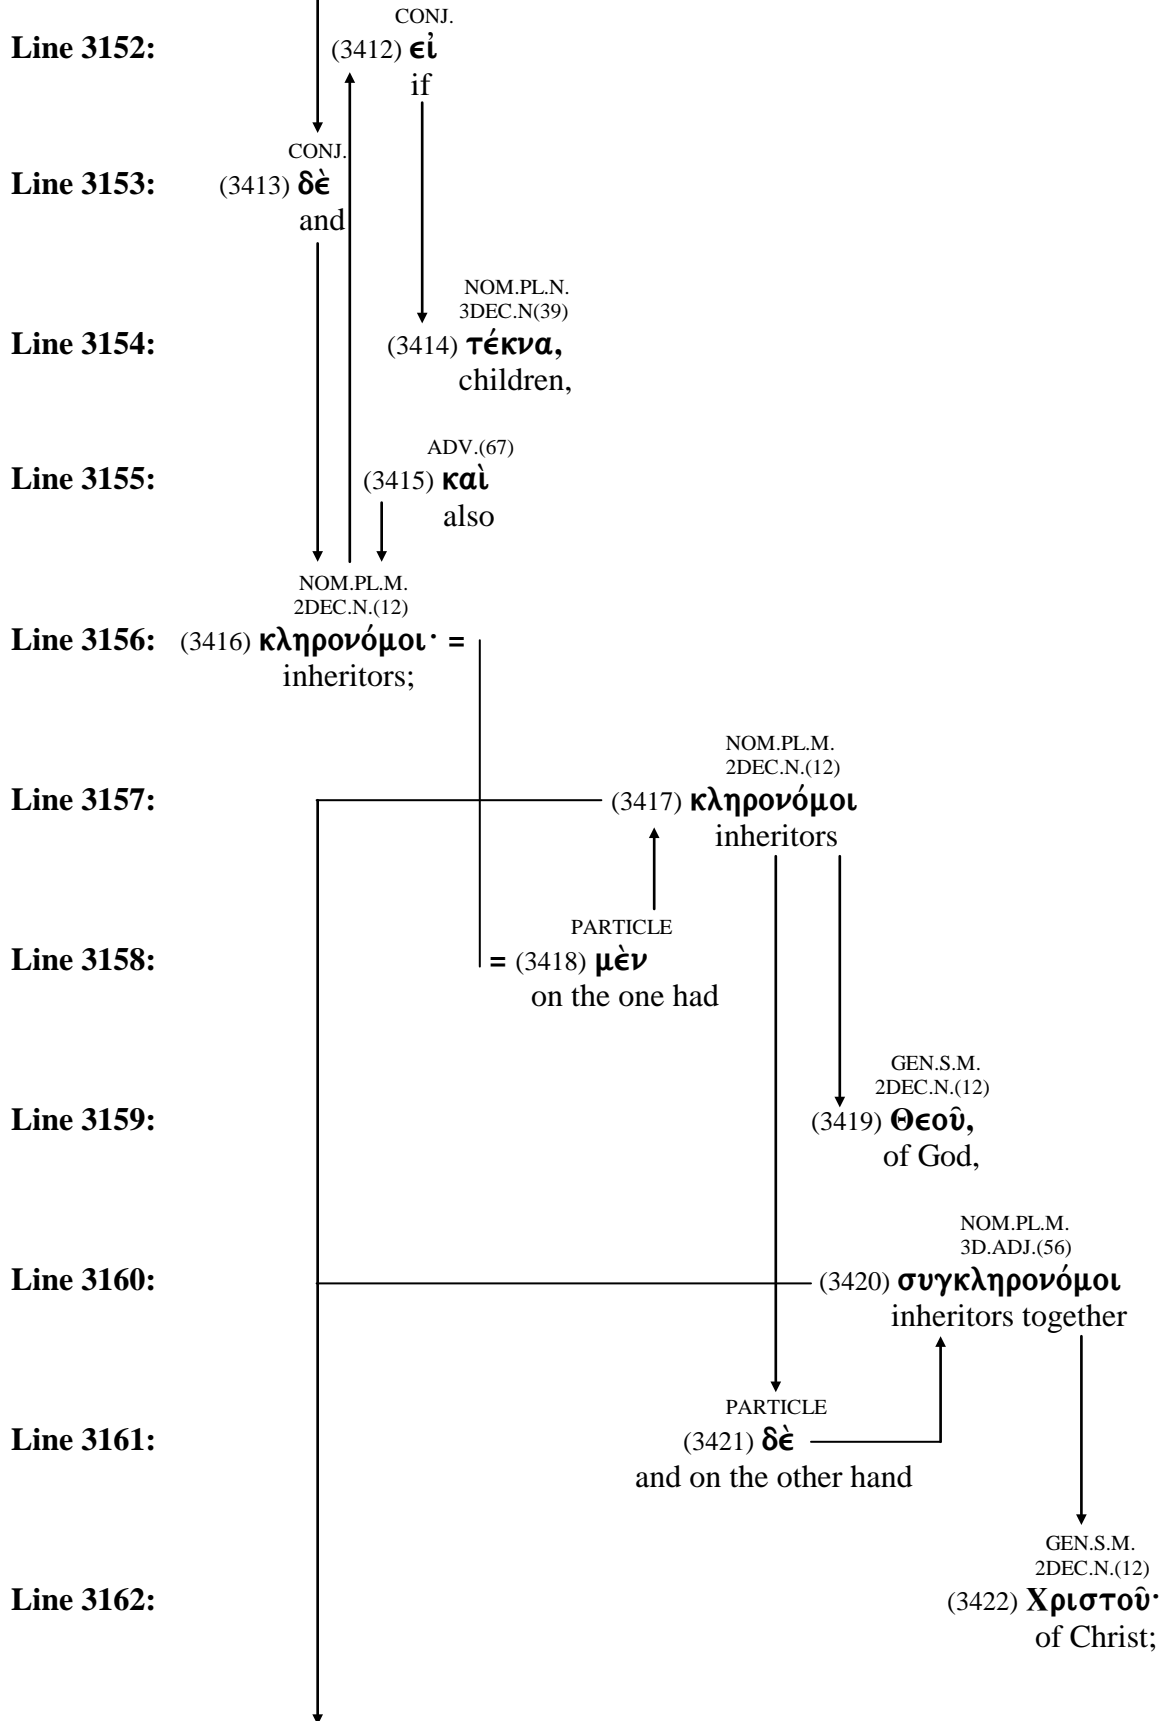 CONJ.
Line 3152: (3412) εἰ
if
CONJ.
Line 3153: (3413) δὲ
and
NOM.PL.N.
3DEC.N(39)
Line 3154: (3414) τέκνα,
children,
ADV.(67)
Line 3155: (3415) καὶ
also
NOM.PL.M.
2DEC.N.(12)
Line 3156: (3416) κληρονόμοι· =
inheritors;
NOM.PL.M.
2DEC.N.(12)
Line 3157: (3417) κληρονόμοι
inheritors
PARTICLE
Line 3158: = (3418) μὲν
on the one had
GEN.S.M.
2DEC.N.(12)
Line 3159: (3419) Θεοῦ,
of God,
NOM.PL.M.
3D.ADJ.(56)
Line 3160: (3420) συγκληρονόμοι
inheritors together
PARTICLE
Line 3161: (3421) δὲ
and on the other hand
GEN.S.M.
2DEC.N.(12)
Line 3162: (3422) Χριστοῦ·
of Christ;